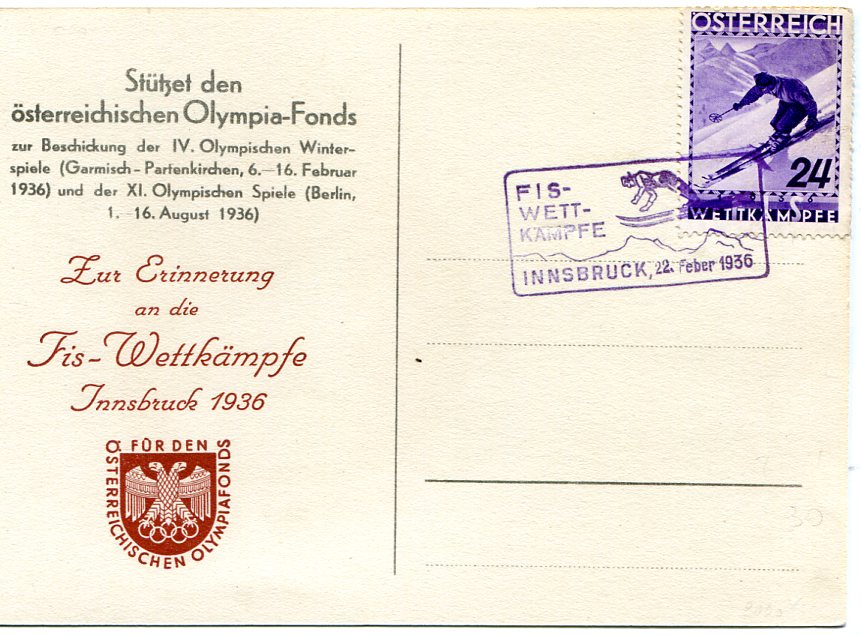 Stützet den
österreichischen Olympia-Fonds
zur Beschickung der IV. Olympischen Winter-
spiele (Garmisch-Partenkirchen, 6.—16. Februar
1936) und der XI. Olympischen Spiele (Berlin,
1.—16. August 1936)
Zur Erinnerung
an die
Fis-Wettkämpfe
Innsbruck 1936
FÜR DEN
ÖSTERREICHISCHEN OLYMPIAFONDS
ÖSTERREICH
24
WETTKÄMPFE
FIS-
WETT-
KÄMPFE
INNSBRUCK, 22. Feber 1936
30